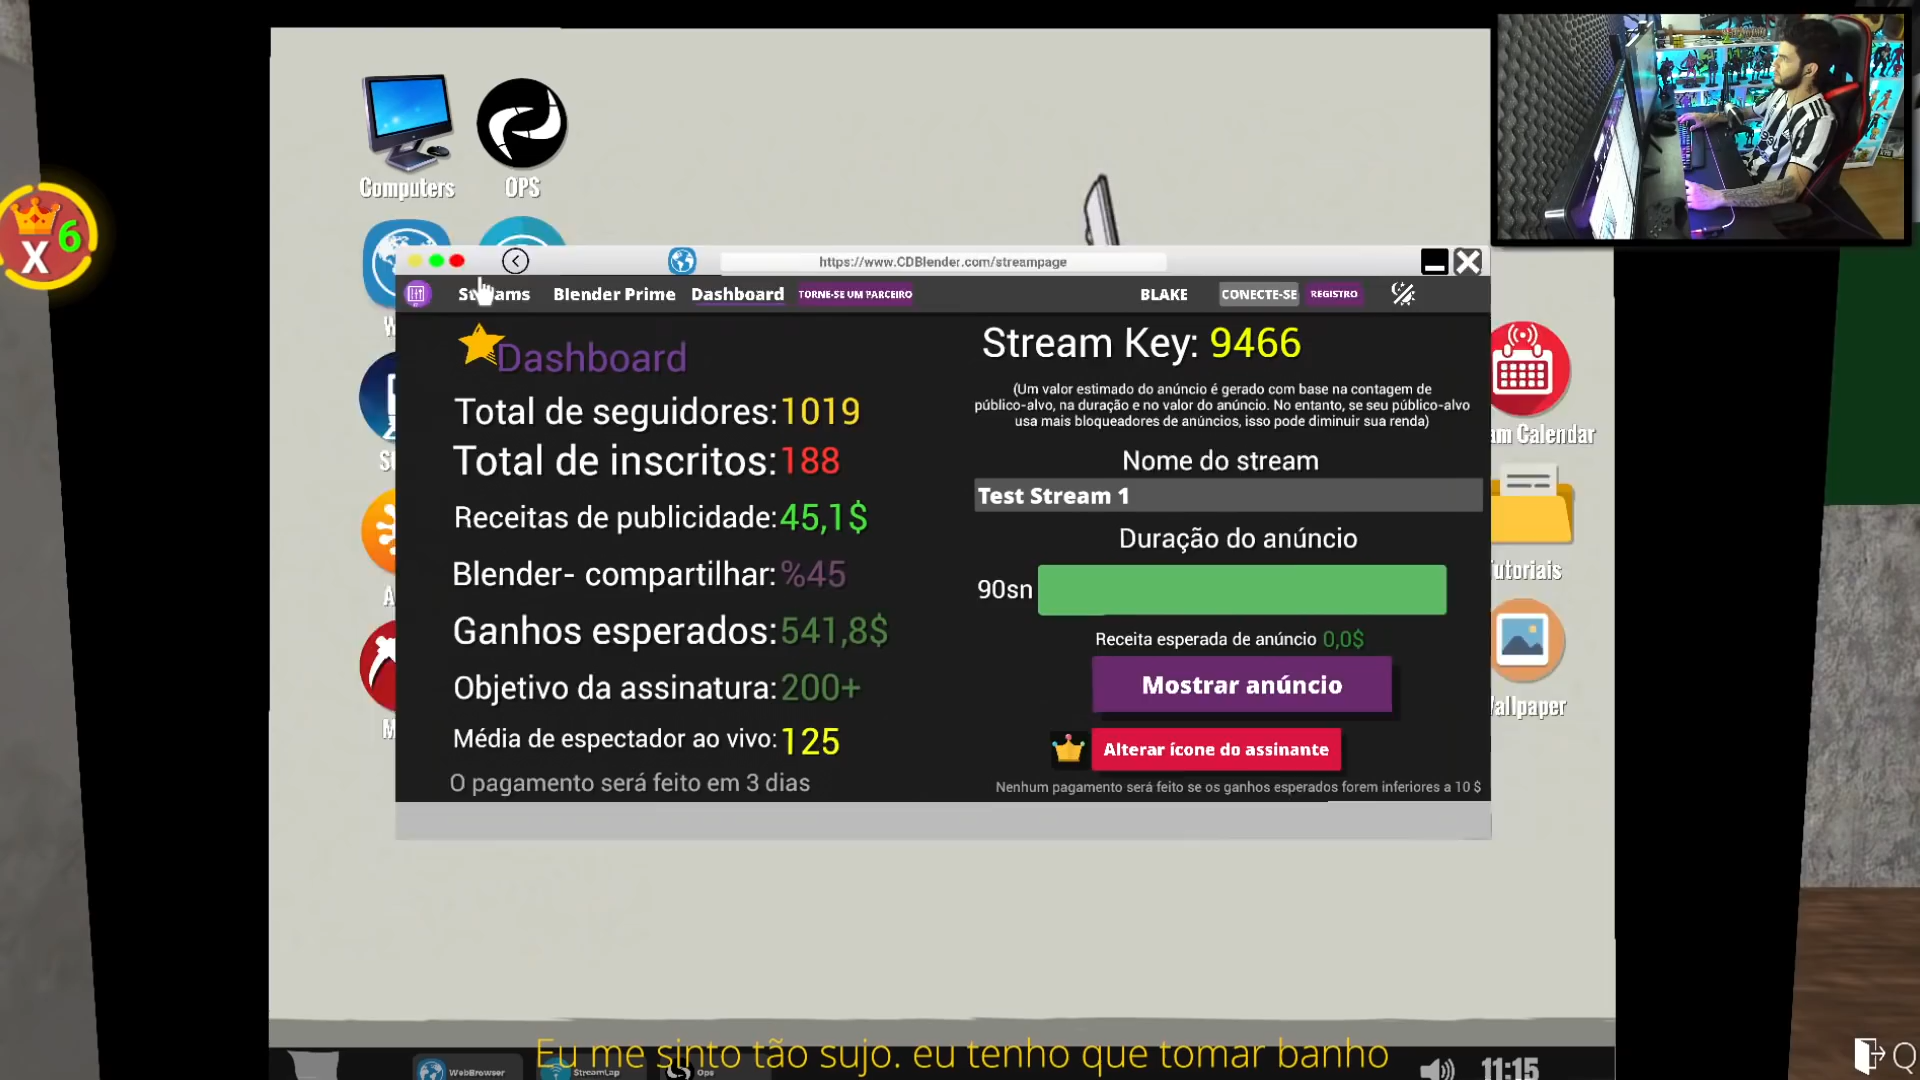 Computers
OPS
X 6
https://www.CDBlender.com/streampage
Streams Blender Prime Dashboard TORNE-SE UM PARCEIRO BLAKE CONECTE-SE REGISTRO
Dashboard
Total de seguidores:1019
Total de inscritos:188
Receitas de publicidade:45,1$
Blender- compartilhar:%45
Ganhos esperados:541,8$
Objetivo da assinatura:200+
Média de espectador ao vivo:125
O pagamento será feito em 3 dias
Stream Key: 9466
(Um valor estimado do anúncio é gerado com base na contagem de
público-alvo, na duração e no valor do anúncio. No entanto, se seu público-alvo
usa mais bloqueadores de anúncios, isso pode diminuir sua renda)
Nome do stream
Test Stream 1
Duração do anúncio
90sn
Receita esperada de anúncio 0,0$
Mostrar anúncio
Alterar ícone do assinante
Nenhum pagamento será feito se os ganhos esperados forem inferiores a 10 $
am Calendar
utoriais
allpaper
Eu me sinto tão sujo. eu tenho que tomar banho
WebBrowser StreamLap Ops 11:15
Q